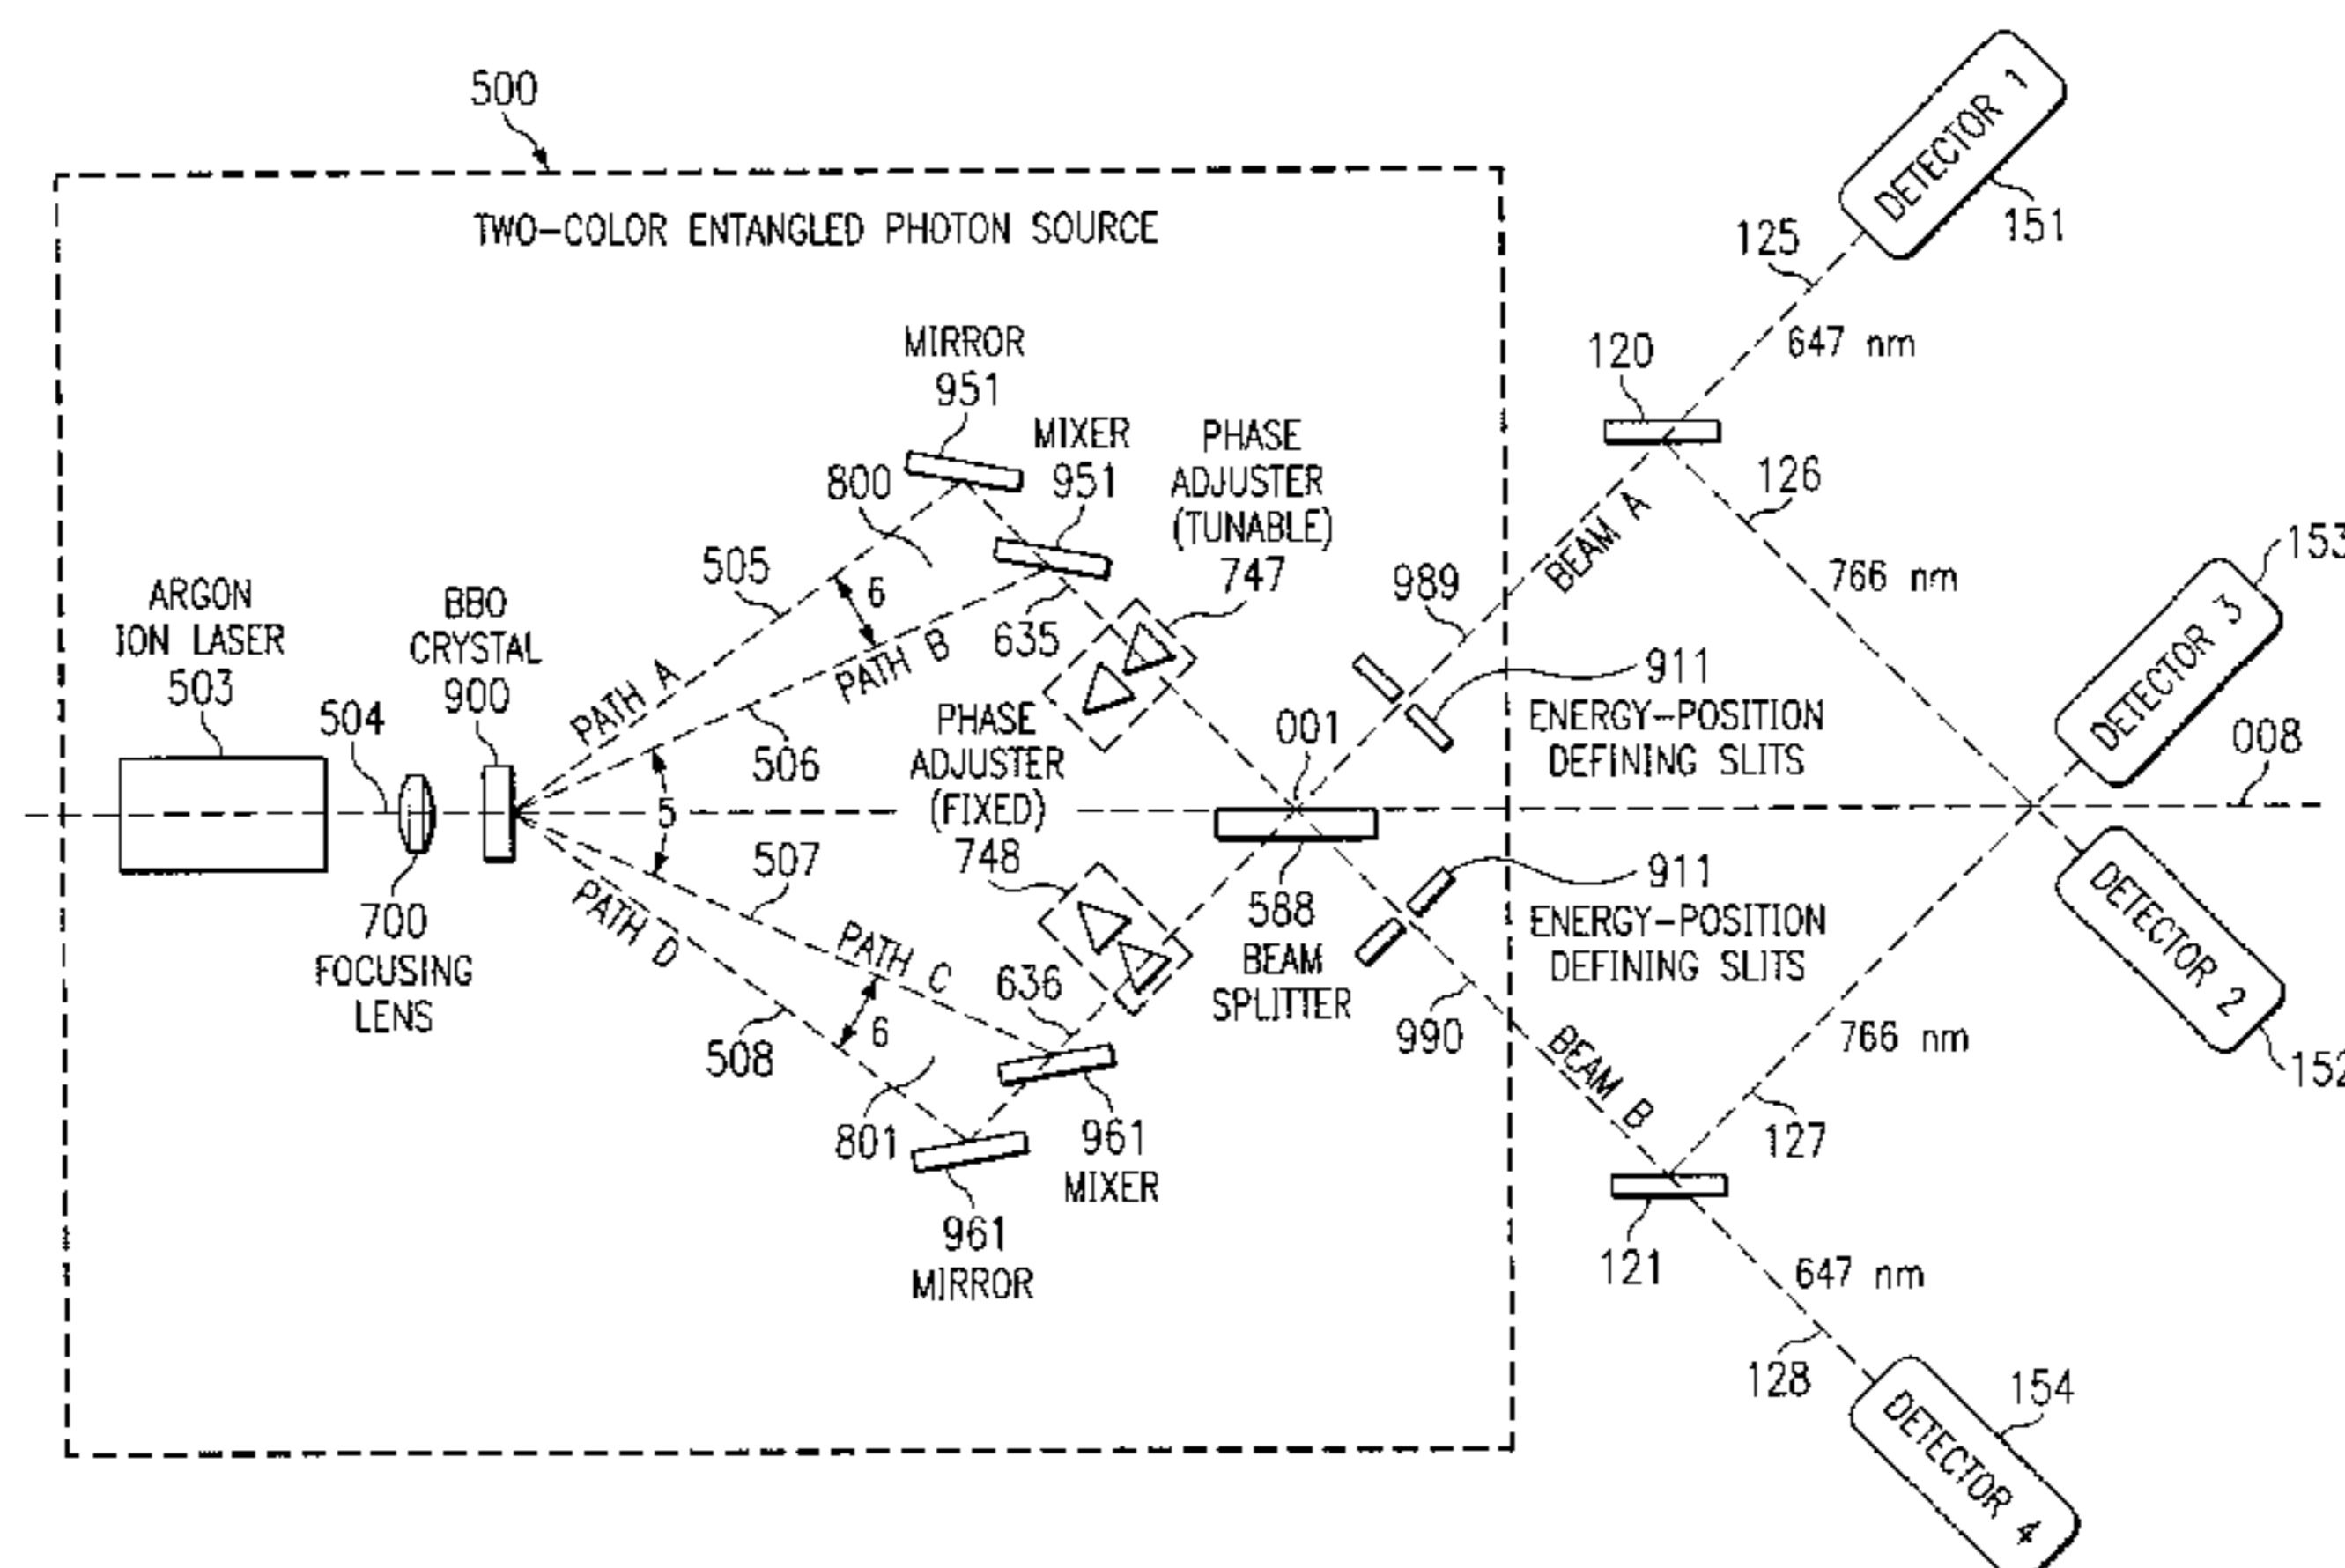 500
TWO-COLOR ENTANGLED PHOTON SOURCE
DETECTOR 1
151
125
647 nm
120
126
766 nm
153
DETECTOR 3
008
MIRROR
951
MIXER
951
PHASE
ADJUSTER
(TUNABLE)
747
800
505
6
635
PATH A
PATH B
506
ARGON
ION LASER
503
504
BBO
CRYSTAL
900
700
FOCUSING
LENS
5
PHASE
ADJUSTER
(FIXED)
748
001
588
BEAM
SPLITTER
989
BEAM A
911
ENERGY-POSITION
DEFINING SLITS
911
ENERGY-POSITION
DEFINING SLITS
990
BEAM B
507
PATH D
PATH C
508
6
636
801
961
MIXER
961
MIRROR
DETECTOR 2
152
766 nm
127
121
647 nm
128
154
DETECTOR 4